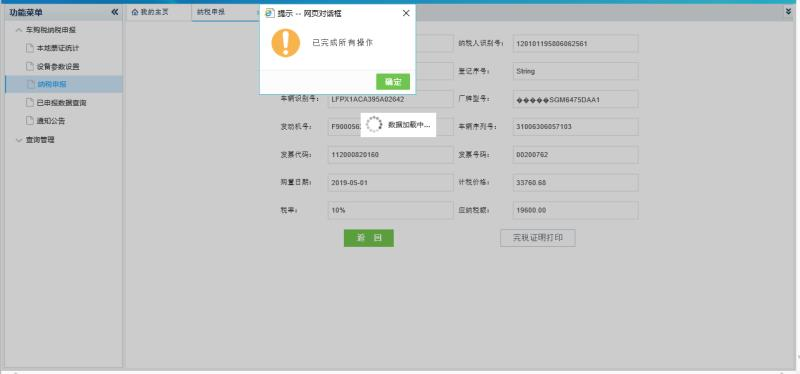 功能菜单
我的主页
纳税申报
提示 -- 网页对话框
已完成所有操作
确定
车购税纳税申报
本地票证统计
设备参数设置
纳税申报
已申报数据查询
通知公告
查询管理
纳税人识别号： 120101195806062561
登记序号： String
车辆识别号： LFPX1ACA395A02642
厂牌型号： �����SGM6475DAA1
发动机号：
数据加载中...
车辆序列号： 31006306057103
发票代码： 112000820160
发票号码： 00200762
购置日期： 2019-05-01
计税价格： 33760.68
税率： 10%
应纳税额： 19600.00
返 回
完税证明打印